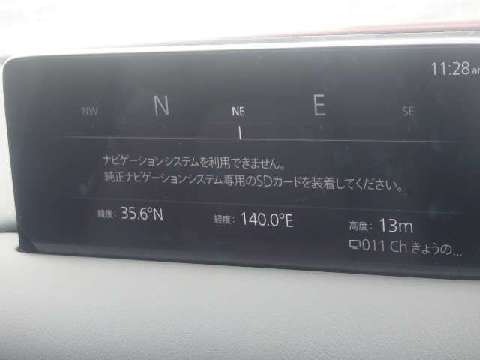 11:28am
NW N NE E SE
ナビゲーションシステムを利用できません。
純正ナビゲーションシステム専用のSDカードを装着してください。
緯度: 35.6°N 経度: 140.0°E 高度: 13m
011 Ch きょうの...